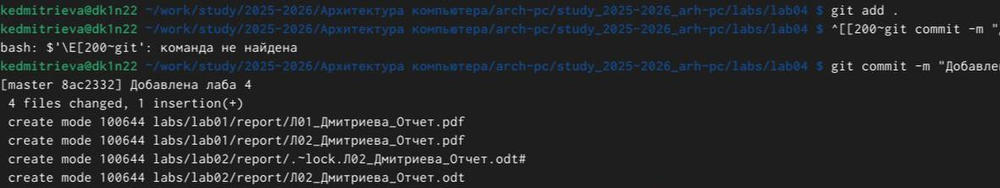 kedmitrieva@dk1n22 ~/work/study/2025-2026/Архитектура компьютера/arch-pc/study_2025-2026_arh-pc/labs/lab04 $ git add .
kedmitrieva@dk1n22 ~/work/study/2025-2026/Архитектура компьютера/arch-pc/study_2025-2026_arh-pc/labs/lab04 $ ^[[200~git commit -m "
bash: $'\E[200~git': команда не найдена
kedmitrieva@dk1n22 ~/work/study/2025-2026/Архитектура компьютера/arch-pc/study_2025-2026_arh-pc/labs/lab04 $ git commit -m "Добавле
[master 8ac2332] Добавлена лаба 4
4 files changed, 1 insertion(+)
create mode 100644 labs/lab01/report/Л01_Дмитриева_Отчет.pdf
create mode 100644 labs/lab01/report/Л02_Дмитриева_Отчет.pdf
create mode 100644 labs/lab02/report/.~lock.Л02_Дмитриева_Отчет.odt#
create mode 100644 labs/lab02/report/Л02_Дмитриева_Отчет.odt